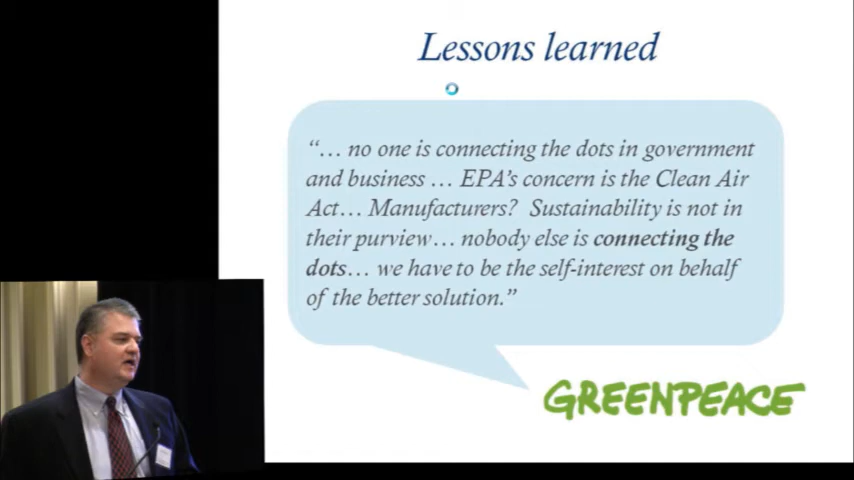 Lessons learned
“… no one is connecting the dots in government
and business … EPA’s concern is the Clean Air
Act… Manufacturers?  Sustainability is not in
their purview… nobody else is connecting the
dots… we have to be the self-interest on behalf
of the better solution.”
GREENPEACE